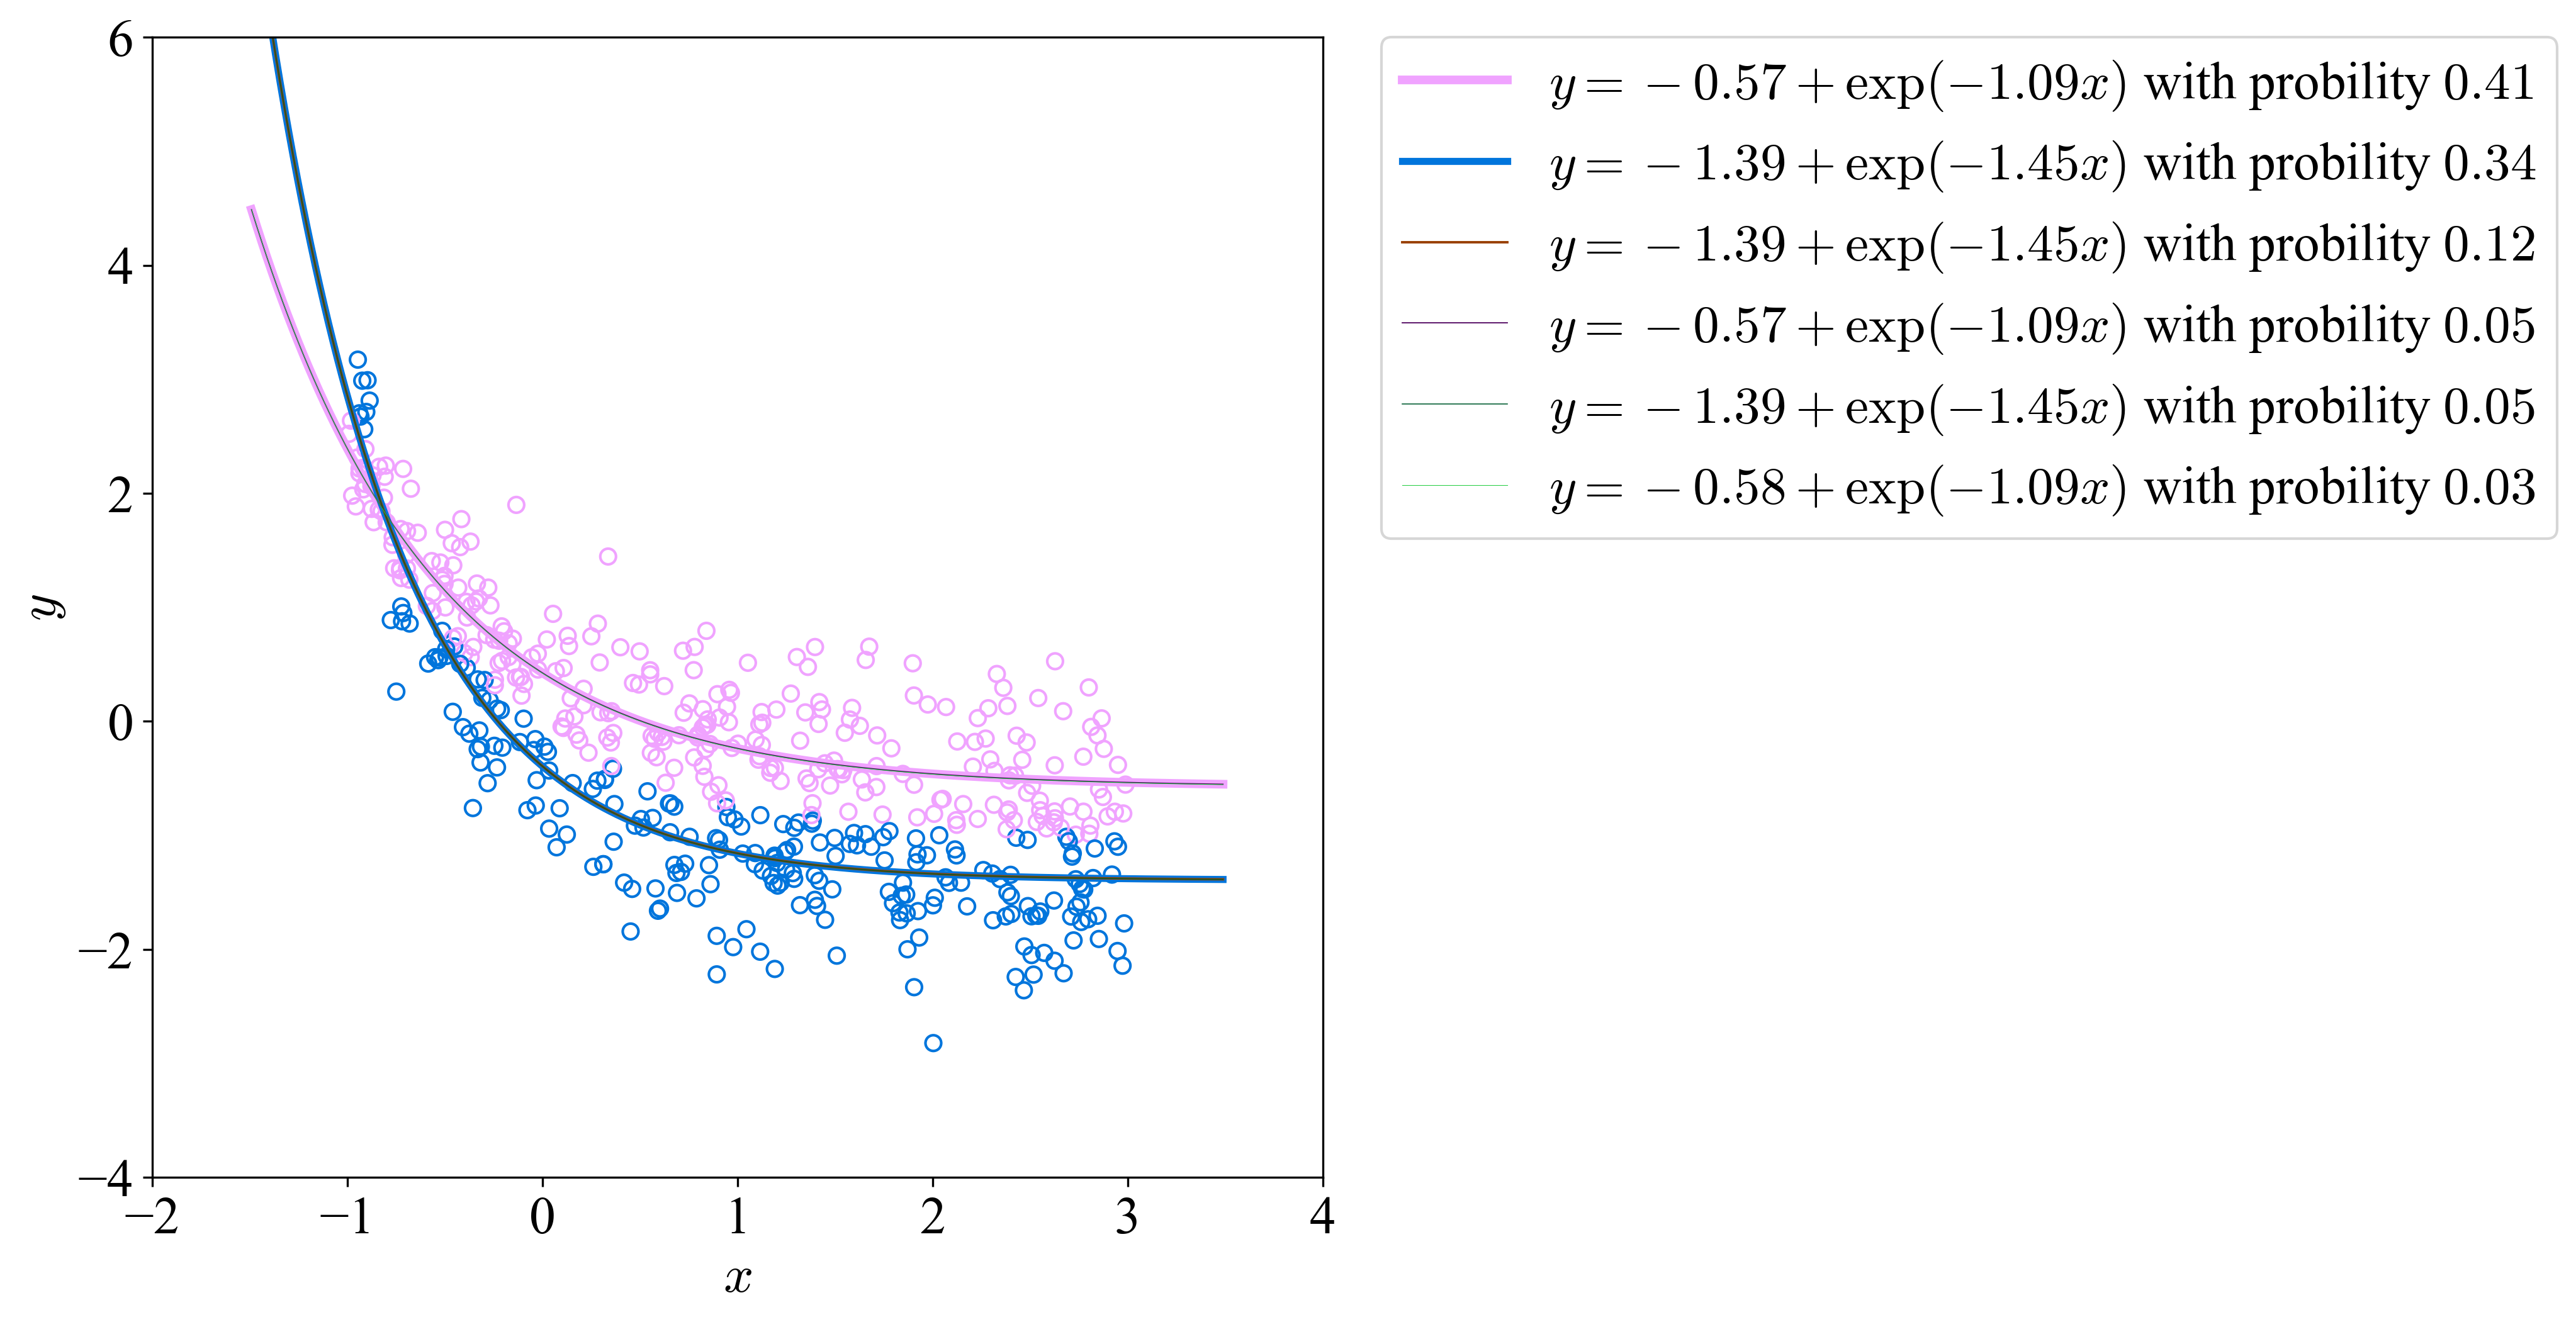 6
4
2
0
−2
−4
−2 −1 0 1 2 3 4
x
y
y = − 0.57 + exp(−1.09x) with probility 0.41
y = − 1.39 + exp(−1.45x) with probility 0.34
y = − 1.39 + exp(−1.45x) with probility 0.12
y = − 0.57 + exp(−1.09x) with probility 0.05
y = − 1.39 + exp(−1.45x) with probility 0.05
y = − 0.58 + exp(−1.09x) with probility 0.03